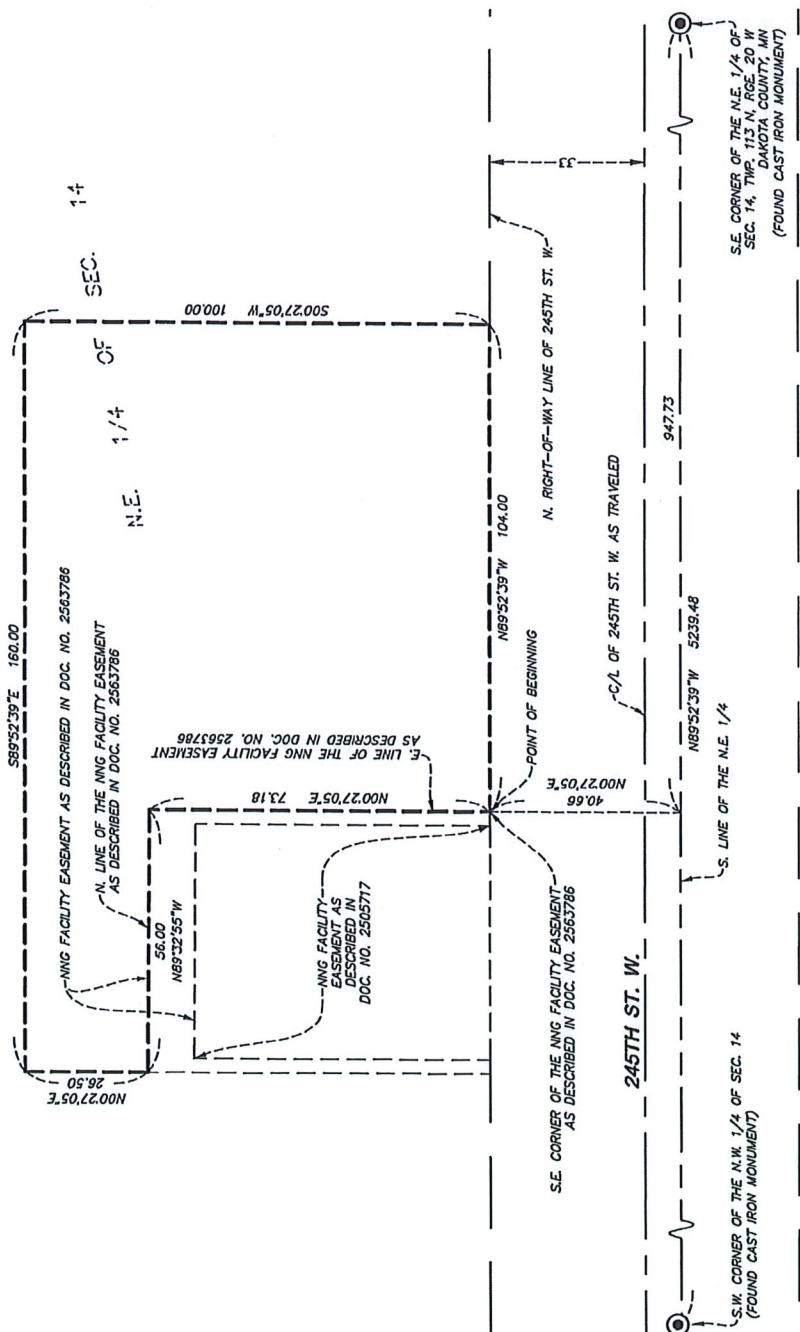 S89°52'39"E 160.00
N00°27'05"E
26.50
NNG FACILITY EASEMENT AS DESCRIBED IN DOC. NO. 2563786
N. LINE OF THE NNG FACILITY EASEMENT
AS DESCRIBED IN DOC. NO. 2563786
56.00
N89°32'55"W
N00°27'05"E 73.18
E. LINE OF THE NNG FACILITY EASEMENT
AS DESCRIBED IN DOC. NO. 2563786
N.E. 1/4 OF SEC. 14
S00°27'05"W 100.00
NNG FACILITY
EASEMENT AS
DESCRIBED IN
DOC. NO. 2505717
N89°52'39"W 104.00
POINT OF BEGINNING
N. RIGHT-OF-WAY LINE OF 245TH ST. W.
33
S.E. CORNER OF THE NNG FACILITY EASEMENT
AS DESCRIBED IN DOC. NO. 2563786
N00°27'05"E
40.66
C/L OF 245TH ST. W. AS TRAVELED
245TH ST. W.
947.73
N89°52'39"W 5239.48
S. LINE OF THE N.E. 1/4
S.W. CORNER OF THE N.W. 1/4 OF SEC. 14
(FOUND CAST IRON MONUMENT)
S.E. CORNER OF THE N.E. 1/4 OF
SEC. 14, TWP. 113 N, RGE. 20 W
DAKOTA COUNTY, MN
(FOUND CAST IRON MONUMENT)